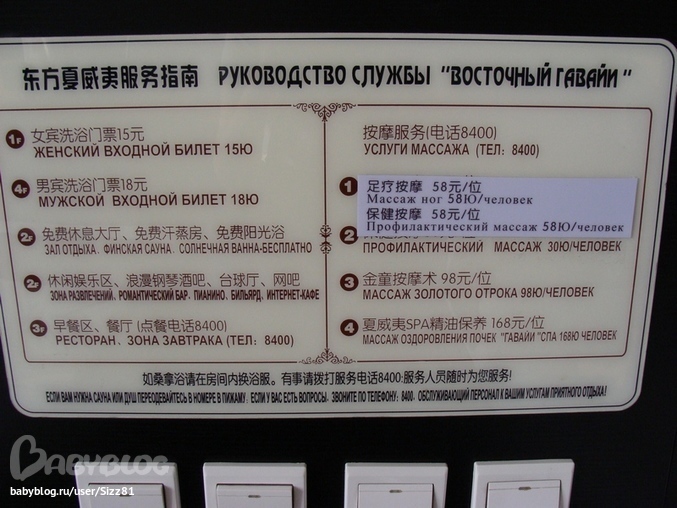 东方夏威夷服务指南 РУКОВОДСТВО СЛУЖБЫ "ВОСТОЧНЫЙ ГАВАЙИ"
1F 女宾洗浴门票15元
ЖЕНСКИЙ ВХОДНОЙ БИЛЕТ 15Ю
4F 男宾洗浴门票18元
МУЖСКОЙ ВХОДНОЙ БИЛЕТ 18Ю
2F 免费休息大厅、免费汗蒸房、免费阳光浴
ЗАЛ ОТДЫХА. ФИНСКАЯ САУНА. СОЛНЕЧНАЯ ВАННА-БЕСПЛАТНО
2F 休闲娱乐区、浪漫钢琴酒吧、台球厅、网吧
ЗОНА РАЗВЛЕЧЕНИЙ. РОМАНТИЧЕСКИЙ БАР. ПИАНИНО. БИЛЬЯРД. ИНТЕРНЕТ-КАФЕ
3F 早餐区、餐厅 (点餐电话8400)
РЕСТОРАН. ЗОНА ЗАВТРАКА (ТЕЛ: 8400)
按摩服务(电话8400)
УСЛУГИ МАССАЖА (ТЕЛ: 8400)
1 足疗按摩 58元/位
Массаж ног 58Ю/человек
保健按摩 58元/位
Профилактический массаж 58Ю/человек
2
ПРОФИЛАКТИЧЕСКИЙ МАССАЖ 30Ю/ЧЕЛОВЕК
3 金童按摩术 98元/位
МАССАЖ ЗОЛОТОГО ОТРОКА 98Ю/ЧЕЛОВЕК
4 夏威夷SPA精油保养 168元/位
МАССАЖ ОЗДОРОВЛЕНИЯ ПОЧЕК "ГАВАЙИ" СПА 168Ю ЧЕЛОВЕК
如桑拿浴请在房间内换浴服。有事请拨打服务电话8400:服务人员随时为您服务!
ЕСЛИ ВАМ НУЖНА САУНА ИЛИ ДУШ ПЕРЕОДЕВАЙТЕСЬ В НОМЕРЕ В ПИЖАМУ. ЕСЛИ У ВАС ЕСТЬ ВОПРОСЫ. ЗВОНИТЕ ПО ТЕЛЕФОНУ: 8400. ОБСЛУЖИВАЮЩИЙ ПЕРСОНАЛ К ВАШИМ УСЛУГАМ ПРИЯТНОГО ОТДЫХА!
BABYBLOG
babyblog.ru/user/Sizz81